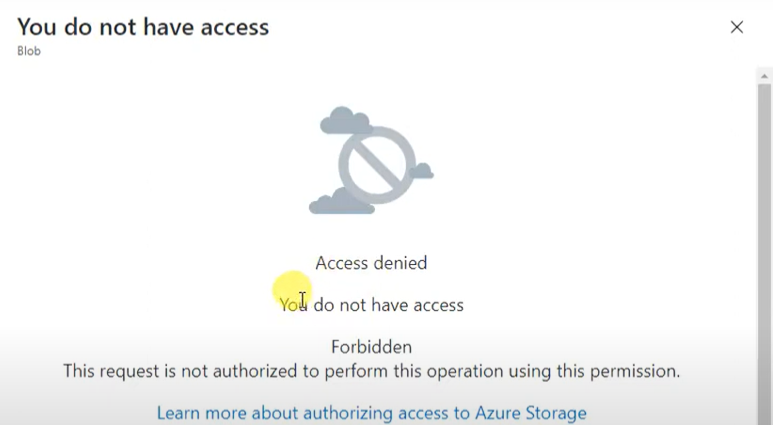 You do not have access
Blob
Access denied
You do not have access
Forbidden
This request is not authorized to perform this operation using this permission.
Learn more about authorizing access to Azure Storage